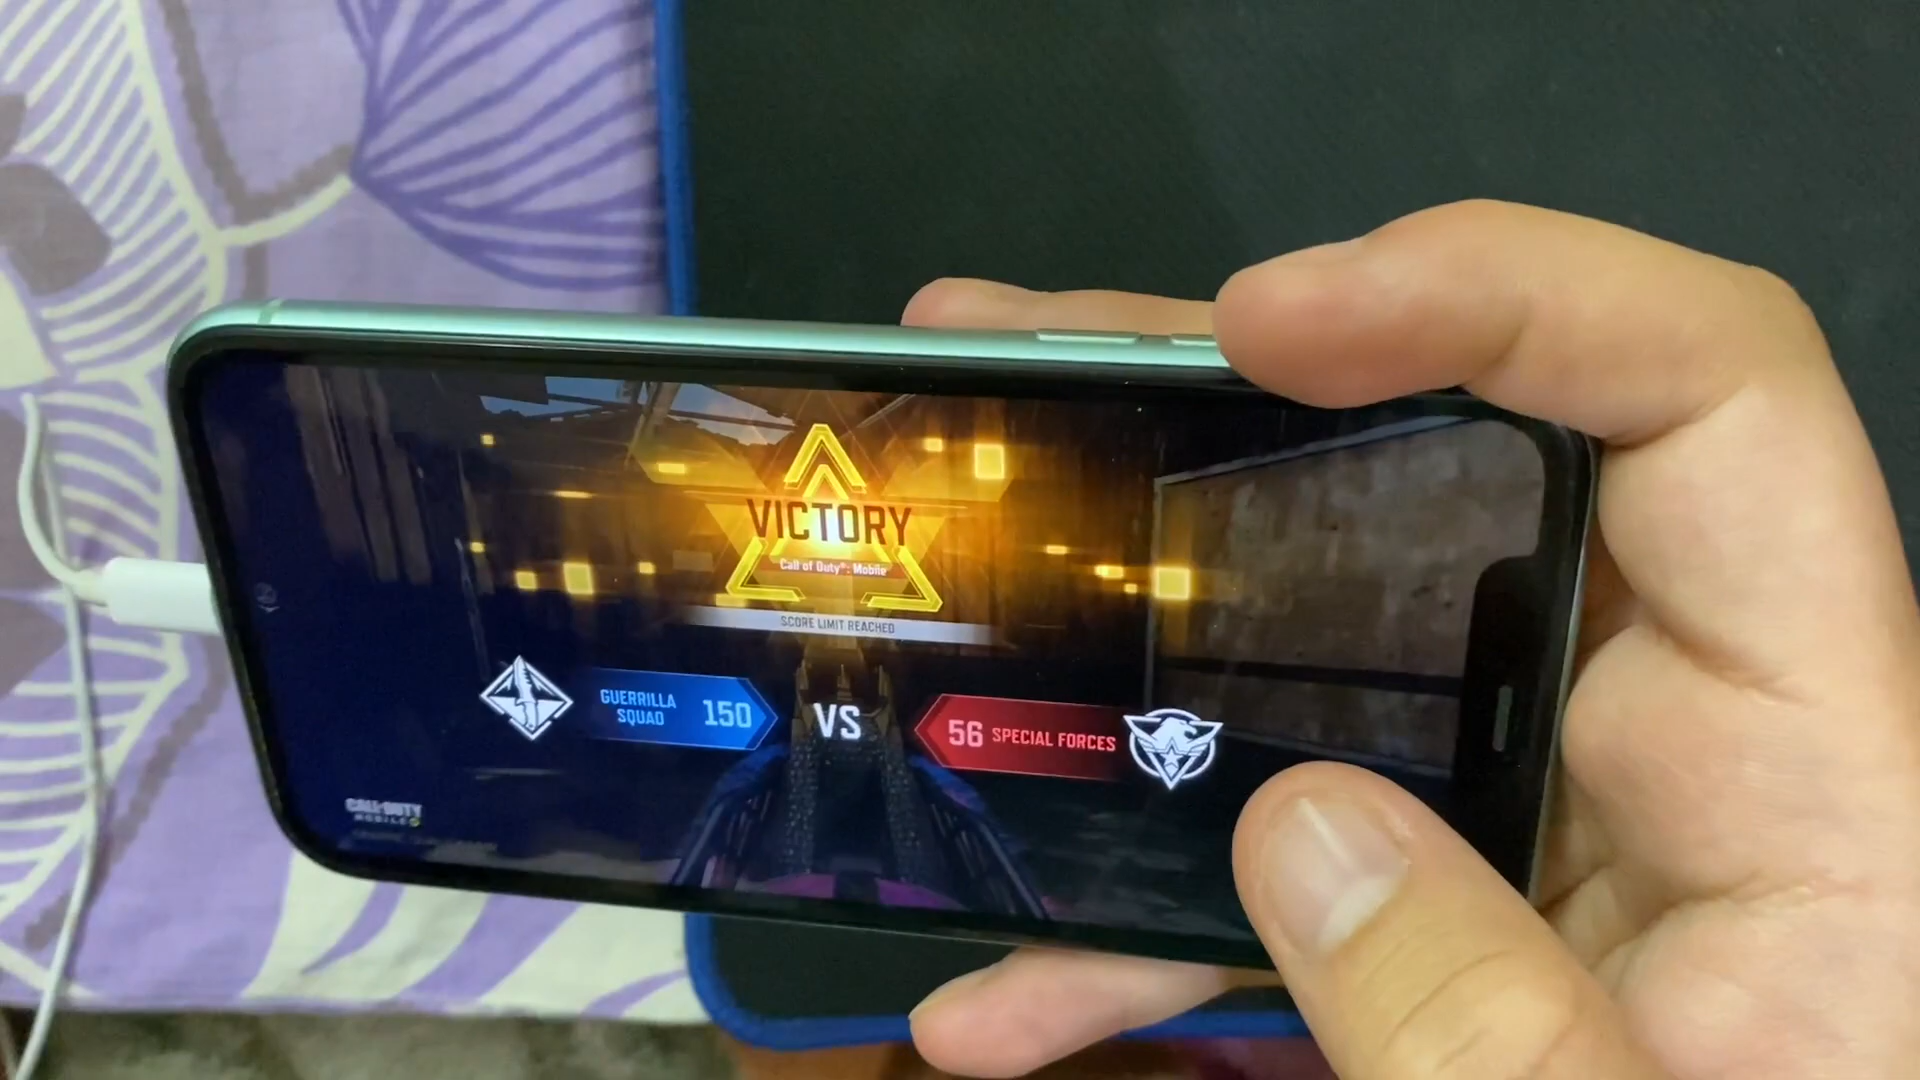 VICTORY
Call of Duty®: Mobile
SCORE LIMIT REACHED
GUERRILLA
SQUAD
150
VS
56 SPECIAL FORCES
CALL OF DUTY
MOBILE